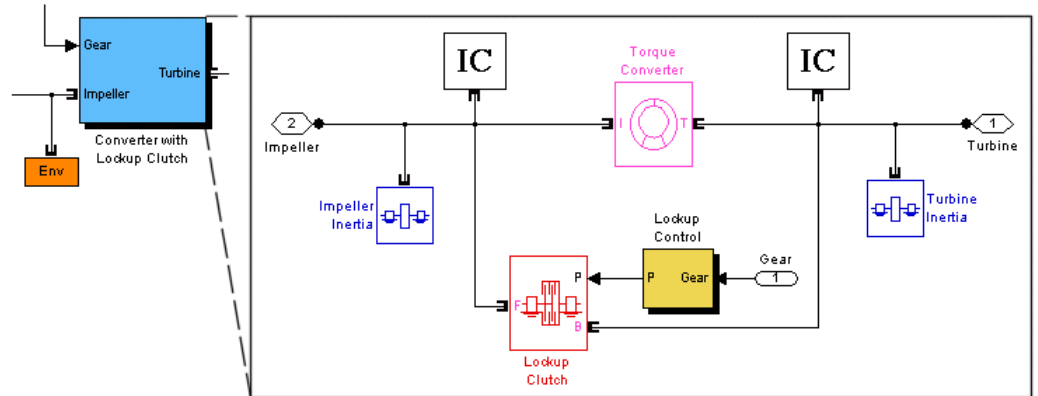 Gear
Turbine
Impeller
Converter with
Lockup Clutch
Env
IC
Torque
Converter
IC
2
Impeller
I
T
1
Turbine
Impeller
Inertia
Turbine
Inertia
Lockup
Control
P
P
Gear
Gear
1
F
B
Lockup
Clutch